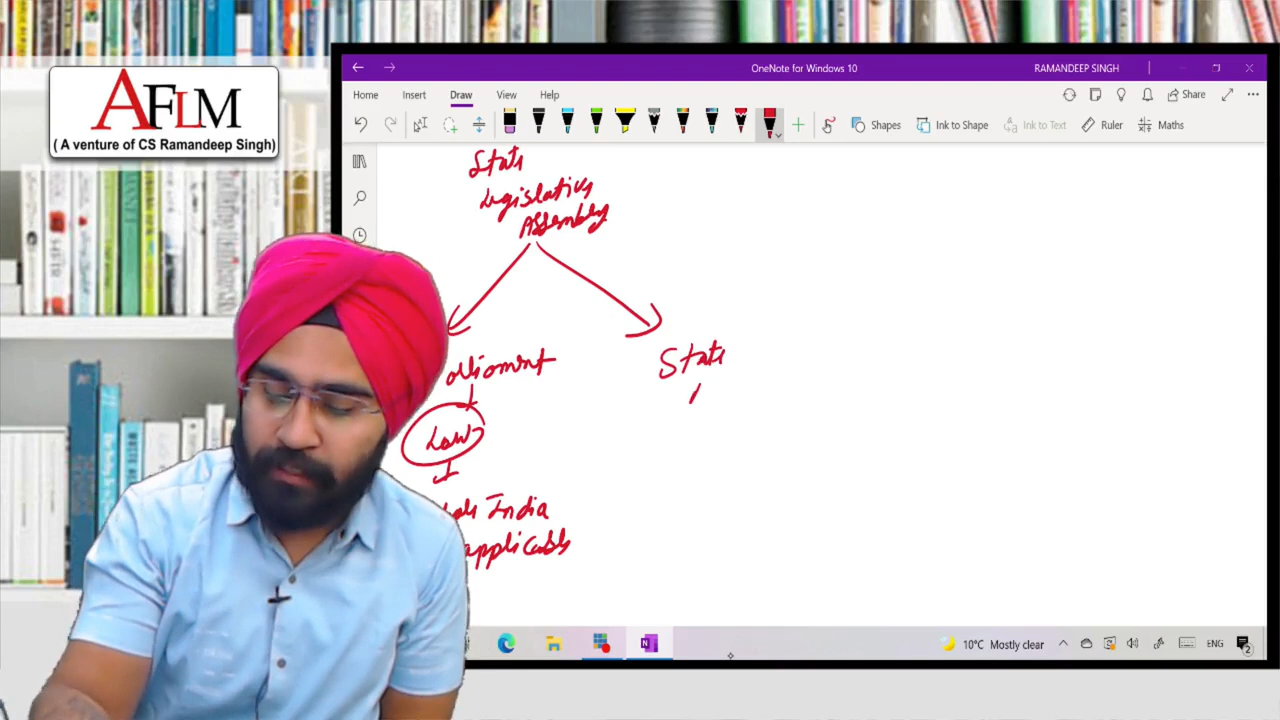 AFLM
( A venture of CS Ramandeep Singh)
OneNote for Windows 10
RAMANDEEP SINGH
Home
Insert
Draw
View
Help
Share
Shapes
Ink to Shape
Ink to Text
Ruler
Maths
State
Legislative
Assembly
State
Law
India
applicable
10°C Mostly clear
ENG
2